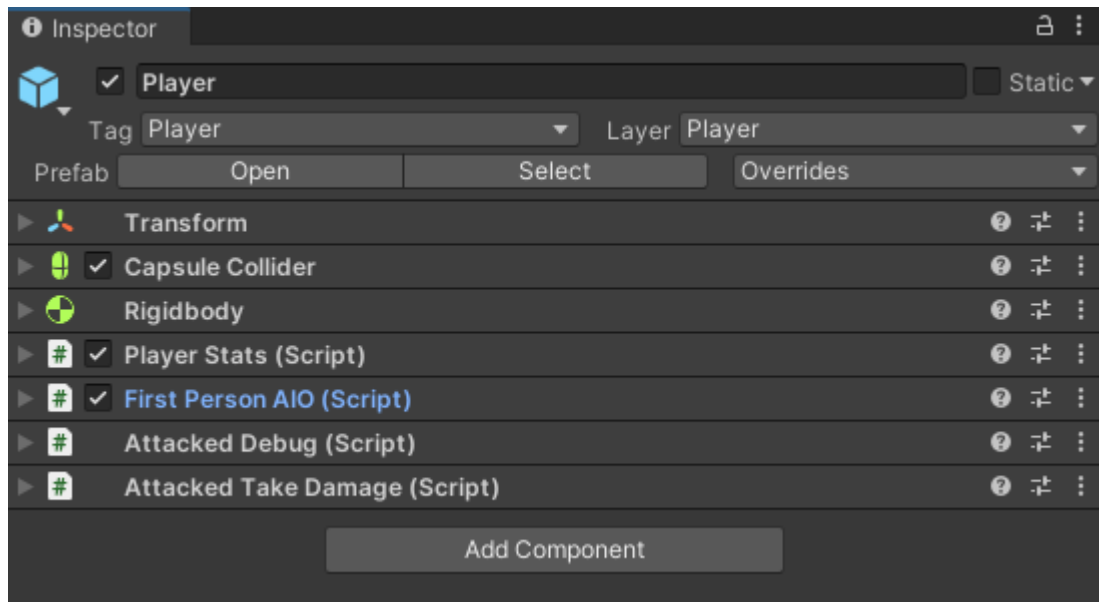 Inspector
Player Static
Tag Player Layer Player
Prefab Open Select Overrides
Transform
Capsule Collider
Rigidbody
# Player Stats (Script)
# First Person AIO (Script)
# Attacked Debug (Script)
# Attacked Take Damage (Script)
Add Component